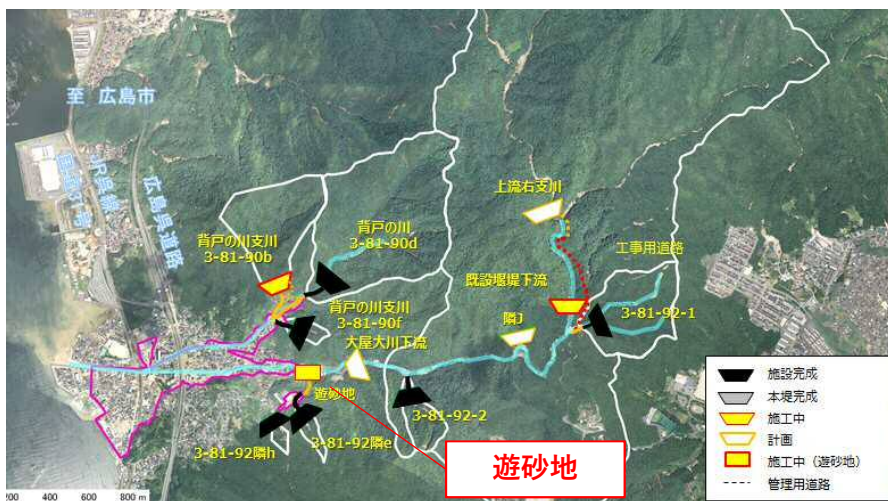 至 広島市
JR呉線
国道31号
広島呉道路
背戸の川支川
3-81-90b
背戸の川
3-81-90d
背戸の川支川
3-81-90f
大屋大川下流
上流右支川
工事用道路
既設堰堤下流
3-81-92-1
隣J
遊砂地
3-81-92-2
3-81-92隣h
3-81-92隣e
遊砂地
施設完成
本堤完成
施工中
計画
施工中（遊砂地）
管理用道路
200 400 600 800 m